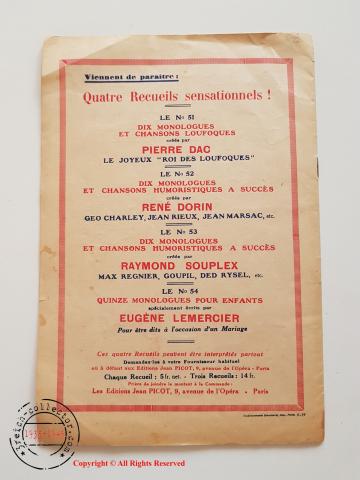 Viennent de paraître :
Quatre Recueils sensationnels !
LE No 51
DIX MONOLOGUES
ET CHANSONS LOUFOQUES
créés par
PIERRE DAC
LE JOYEUX "ROI DES LOUFOQUES"
LE No 52
DIX MONOLOGUES
ET CHANSONS HUMORISTIQUES A SUCCÈS
créés par
RENÉ DORIN
GEO CHARLEY, JEAN RIEUX, JEAN MARSAC, etc.
LE No 53
DIX MONOLOGUES
ET CHANSONS HUMORISTIQUES A SUCCÈS
créés par
RAYMOND SOUPLEX
MAX REGNIER, GOUPIL, DED RYSEL, etc.
LE No 54
QUINZE MONOLOGUES POUR ENFANTS
spécialement écrits par
EUGÈNE LEMERCIER
Pour être dits à l'occasion d'un Mariage
Ces quatre Recueils peuvent être interprétés partout
Demandez-les à votre Fournisseur habituel
ou à défaut aux Editions Jean PICOT, 9, avenue de l'Opéra - Paris
Chaque Recueil : 5 fr. net. - Trois Recueils : 14 fr.
Prière de joindre le montant à la Commande :
Les Editions Jean PICOT, 9, avenue de l'Opéra - Paris
Copyright © All Rights Reserved